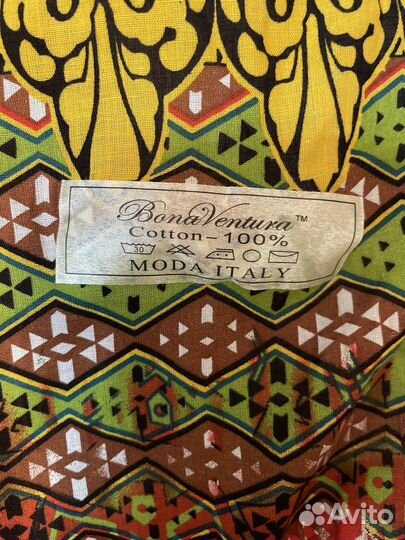 BonaVentura™
Cotton-100%
30
MODA ITALY
Avito